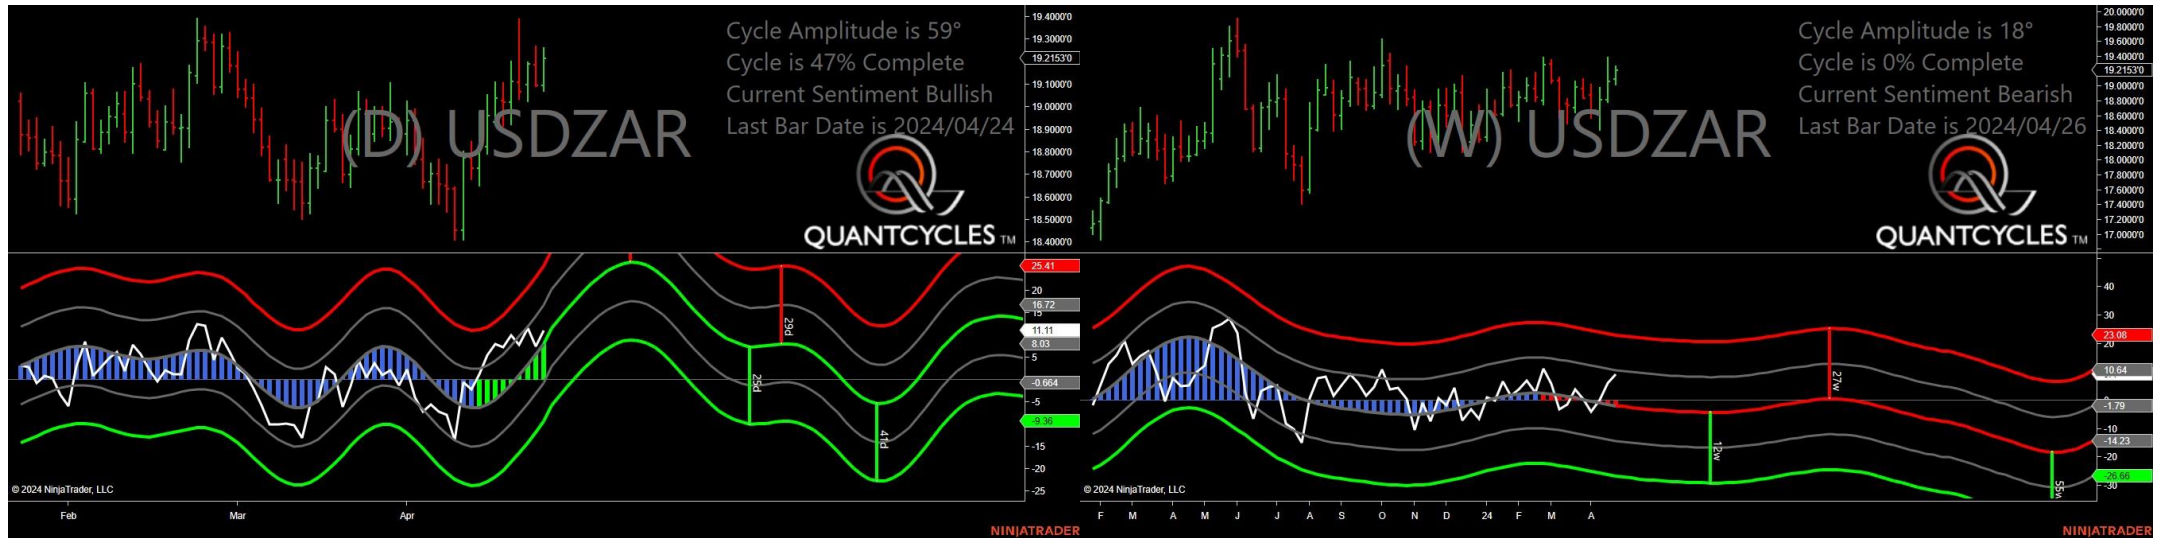 Cycle Amplitude is 59°
Cycle is 47% Complete
Current Sentiment Bullish
Last Bar Date is 2024/04/24
(D) USDZAR
QUANTCYCLES TM
19.4000'0
19.3000'0
19.2153'0
19.1000'0
19.0000'0
18.9000'0
18.8000'0
18.7000'0
18.6000'0
18.5000'0
18.4000'0
25.41
20
16.72
15
11.11
8.03
5
-0.664
-5
-9.36
-15
-20
-25
29d
25d
41d
© 2024 NinjaTrader, LLC
Feb Mar Apr
NINJATRADER
Cycle Amplitude is 18°
Cycle is 0% Complete
Current Sentiment Bearish
Last Bar Date is 2024/04/26
(W) USDZAR
QUANTCYCLES TM
20.0000'0
19.8000'0
19.6000'0
19.4000'0
19.2153'0
19.0000'0
18.8000'0
18.6000'0
18.4000'0
18.2000'0
18.0000'0
17.8000'0
17.6000'0
17.4000'0
17.2000'0
17.0000'0
40
30
23.08
20
10.64
-1.79
-10
-14.23
-20
-26.66
-30
27w
12w
55w
© 2024 NinjaTrader, LLC
F M A M J J A S O N D 24 F M A
NINJATRADER